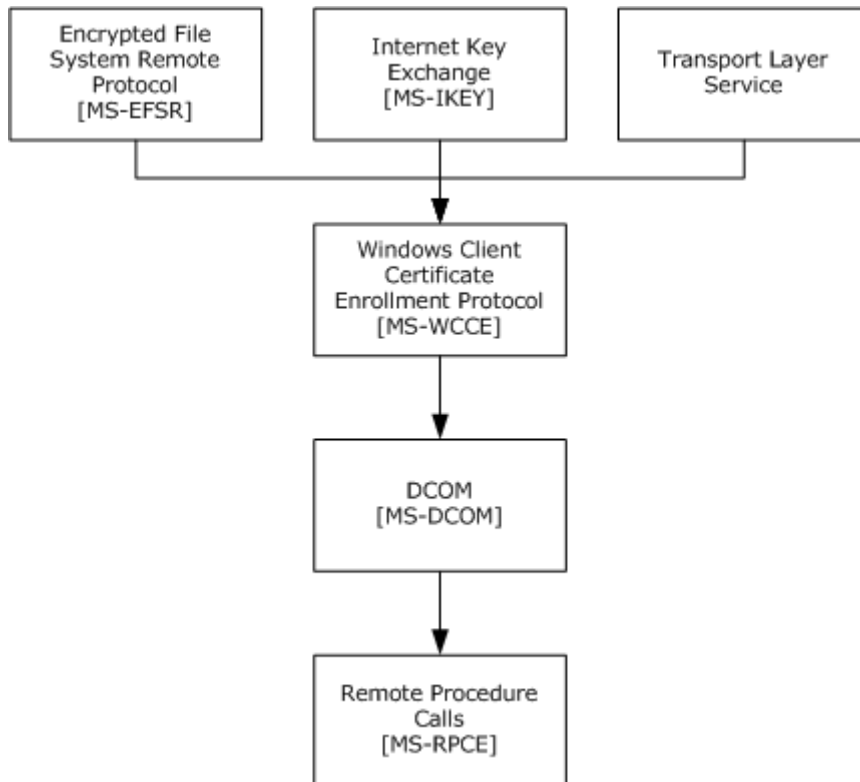 Encrypted File
System Remote
Protocol
[MS-EFSR]
Internet Key
Exchange
[MS-IKEY]
Transport Layer
Service
Windows Client
Certificate
Enrollment Protocol
[MS-WCCE]
DCOM
[MS-DCOM]
Remote Procedure
Calls
[MS-RPCE]